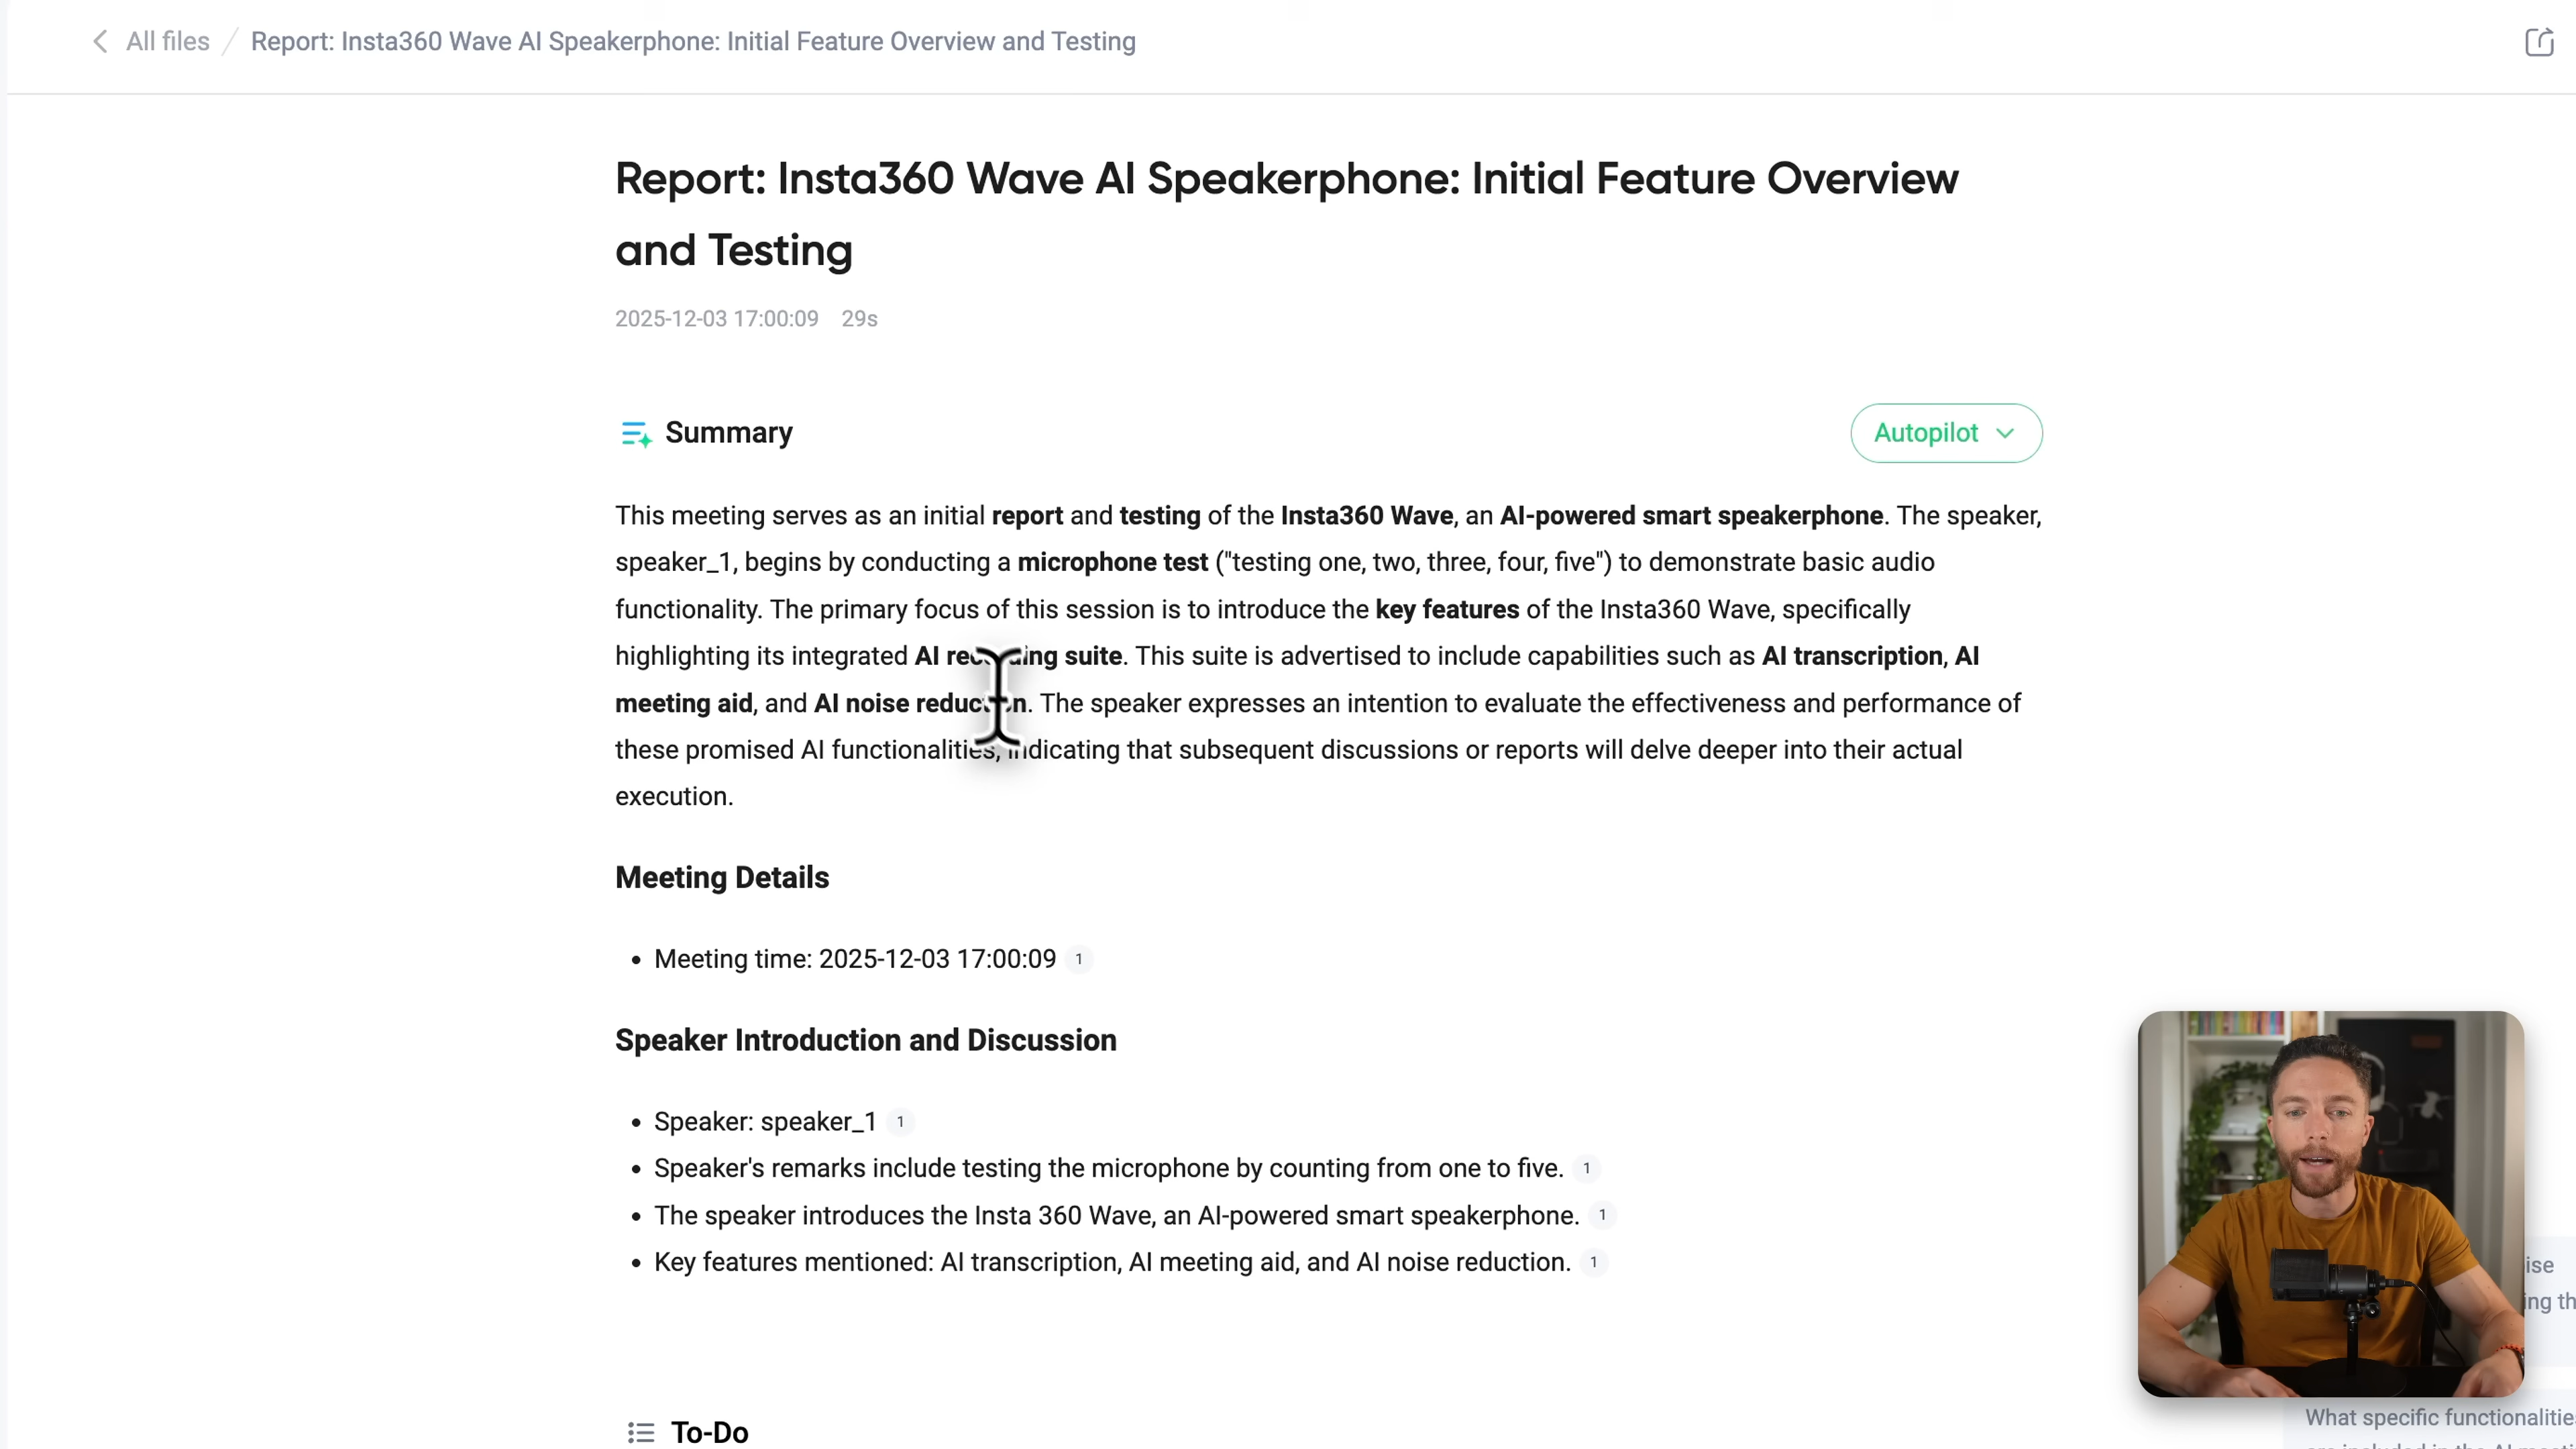 All files / Report: Insta360 Wave AI Speakerphone: Initial Feature Overview and Testing
Report: Insta360 Wave AI Speakerphone: Initial Feature Overview
and Testing
2025-12-03 17:00:09 29s
Summary
Autopilot
This meeting serves as an initial report and testing of the Insta360 Wave, an AI-powered smart speakerphone. The speaker,
speaker_1, begins by conducting a microphone test ("testing one, two, three, four, five") to demonstrate basic audio
functionality. The primary focus of this session is to introduce the key features of the Insta360 Wave, specifically
highlighting its integrated AI recording suite. This suite is advertised to include capabilities such as AI transcription, AI
meeting aid, and AI noise reduction. The speaker expresses an intention to evaluate the effectiveness and performance of
these promised AI functionalities, indicating that subsequent discussions or reports will delve deeper into their actual
execution.
Meeting Details
• Meeting time: 2025-12-03 17:00:09 1
Speaker Introduction and Discussion
• Speaker: speaker_1 1
• Speaker's remarks include testing the microphone by counting from one to five. 1
• The speaker introduces the Insta 360 Wave, an AI-powered smart speakerphone. 1
• Key features mentioned: AI transcription, AI meeting aid, and AI noise reduction. 1
To-Do
What specific